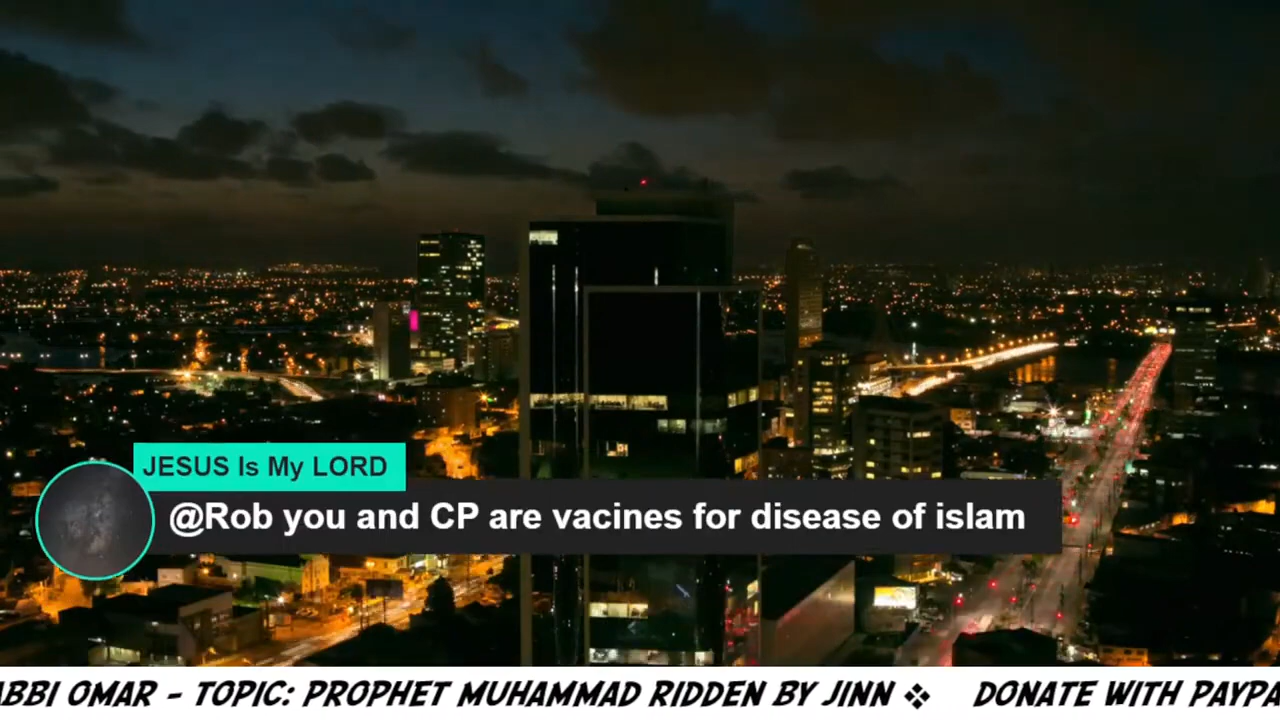 JESUS Is My LORD
@Rob you and CP are vacines for disease of islam
ABBI OMAR - TOPIC: PROPHET MUHAMMAD RIDDEN BY JINN ❖ DONATE WITH PAYPA